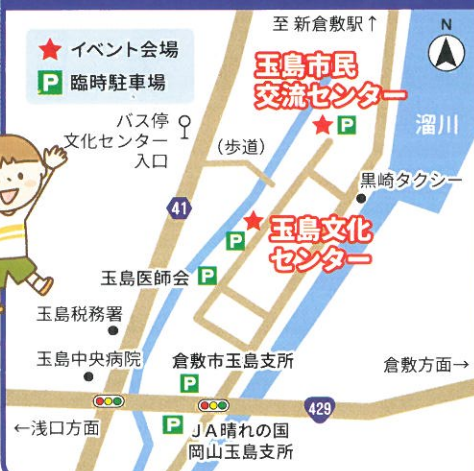 至 新倉敷駅↑
N
★ イベント会場
P 臨時駐車場
玉島市民
交流センター
P
溜川
バス停
文化センター
入口
(歩道)
黒崎タクシー
41
玉島文化
センター
P
玉島医師会 P
玉島税務署
玉島中央病院
倉敷市玉島支所
P
倉敷方面→
429
←浅口方面
P
JA晴れの国
岡山玉島支所